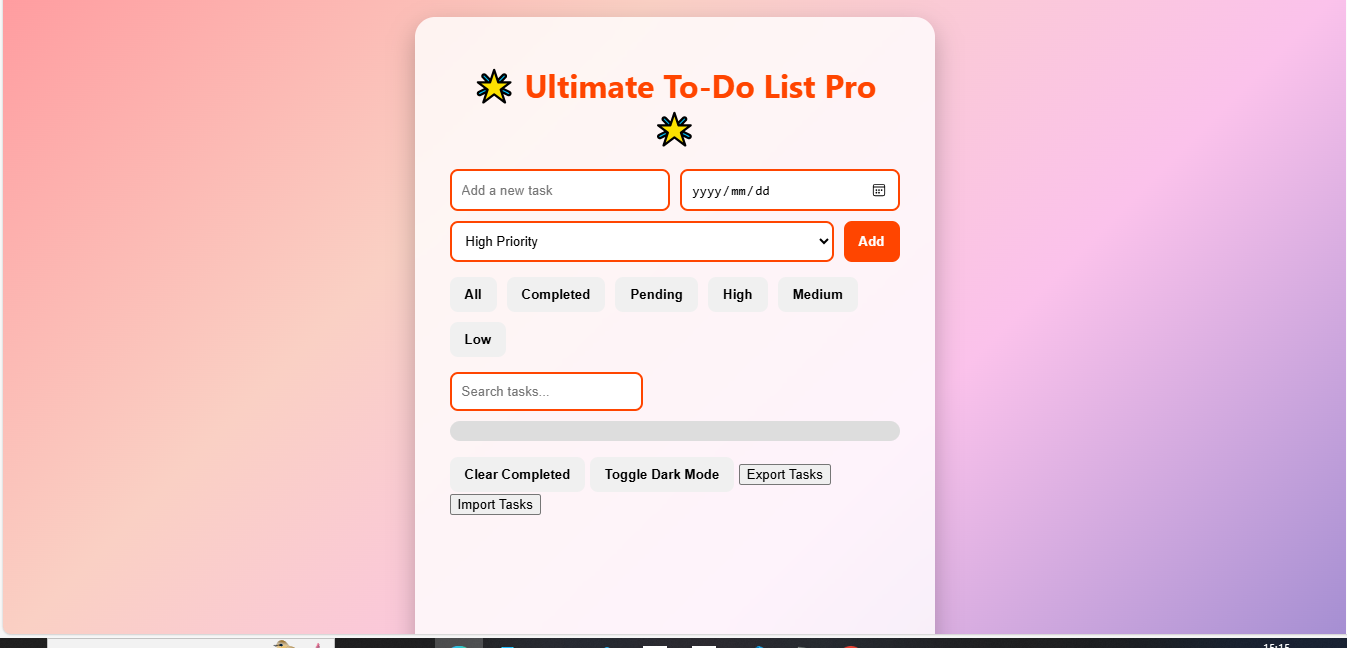 🌟 Ultimate To-Do List Pro
🌟
Add a new task yyyy/mm/dd
High Priority Add
All Completed Pending High Medium
Low
Search tasks...
Clear Completed Toggle Dark Mode Export Tasks
Import Tasks
15:15